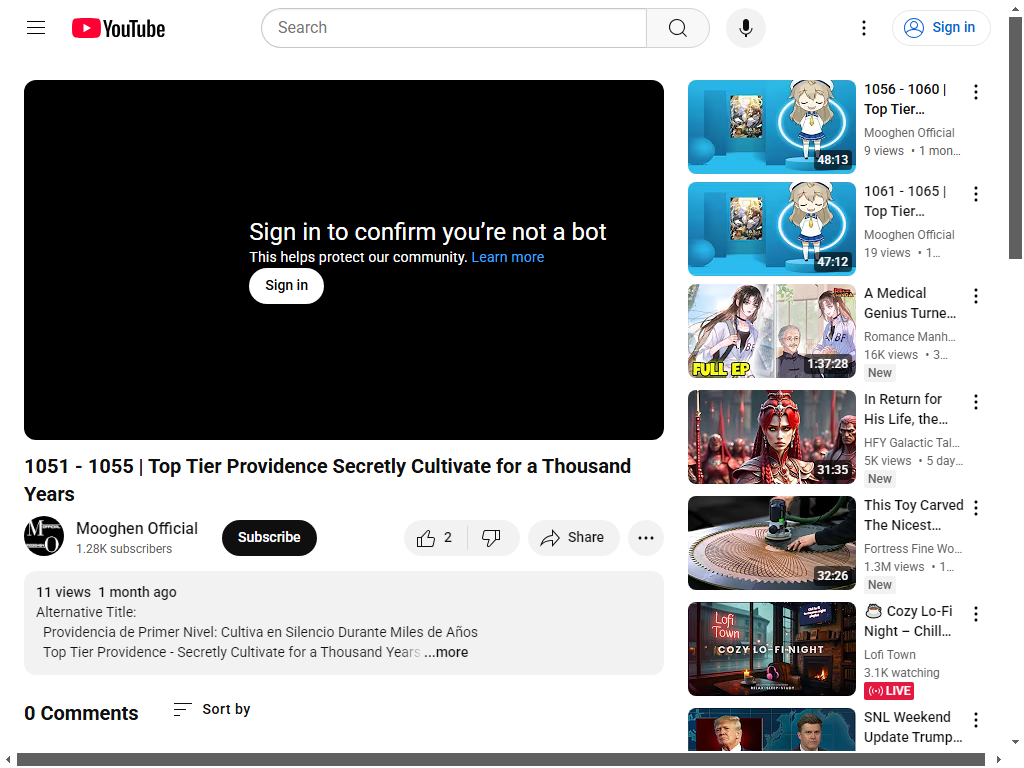 YouTube
Search
Sign in
Sign in to confirm you're not a bot
This helps protect our community. Learn more
Sign in
1051 - 1055 | Top Tier Providence Secretly Cultivate for a Thousand
Years
Mooghen Official
1.28K subscribers
Subscribe
2
Share
11 views 1 month ago
Alternative Title:
Providencia de Primer Nivel: Cultiva en Silencio Durante Miles de Años
Top Tier Providence - Secretly Cultivate for a Thousand Years ...more
0 Comments
Sort by
48:13
1056 - 1060 |
Top Tier…
Mooghen Official
9 views • 1 mon…
47:12
1061 - 1065 |
Top Tier…
Mooghen Official
19 views • 1…
FULL EP
1:37:28
A Medical
Genius Turne…
Romance Manh…
16K views • 3…
New
31:35
In Return for
His Life, the…
HFY Galactic Tal…
5K views • 5 day…
New
32:26
This Toy Carved
The Nicest…
Fortress Fine Wo…
1.3M views • 1…
New
Lofi
Town
COZY LO-FI NIGHT
RELAX•SLEEP•STUDY
Cozy Lo-Fi
Night – Chill…
Lofi Town
3.1K watching
LIVE
SNL Weekend
Update Trump…